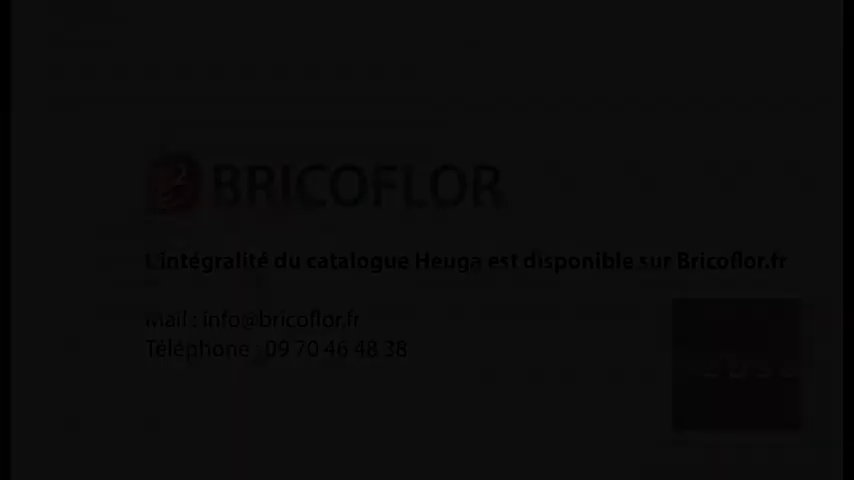 BRICOFLOR
L'intégralité du catalogue Heuga est disponible sur Bricoflor.fr
Mail : info@bricoflor.fr
Téléphone : 09 70 46 48 38